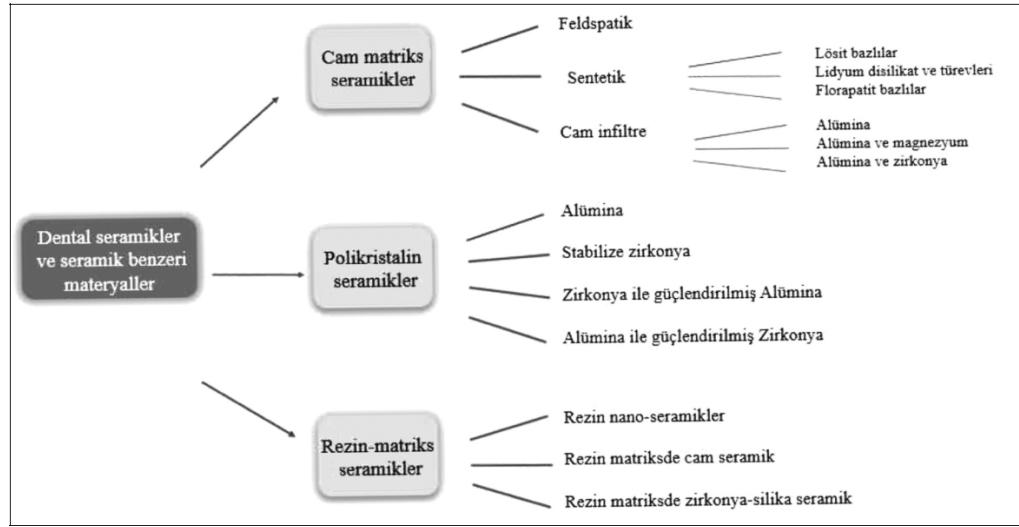 Dental seramikler
ve seramik benzeri
materyaller
Cam matriks
seramikler
Feldspatik
Sentetik
Lösit bazlılar
Lidyum disilikat ve türevleri
Florapatit bazlılar
Cam infiltre
Alümina
Alümina ve magnezyum
Alümina ve zirkonya
Polikristalin
seramikler
Alümina
Stabilize zirkonya
Zirkonya ile güçlendirilmiş Alümina
Alümina ile güçlendirilmiş Zirkonya
Rezin-matriks
seramikler
Rezin nano-seramikler
Rezin matriksde cam seramik
Rezin matriksde zirkonya-silika seramik